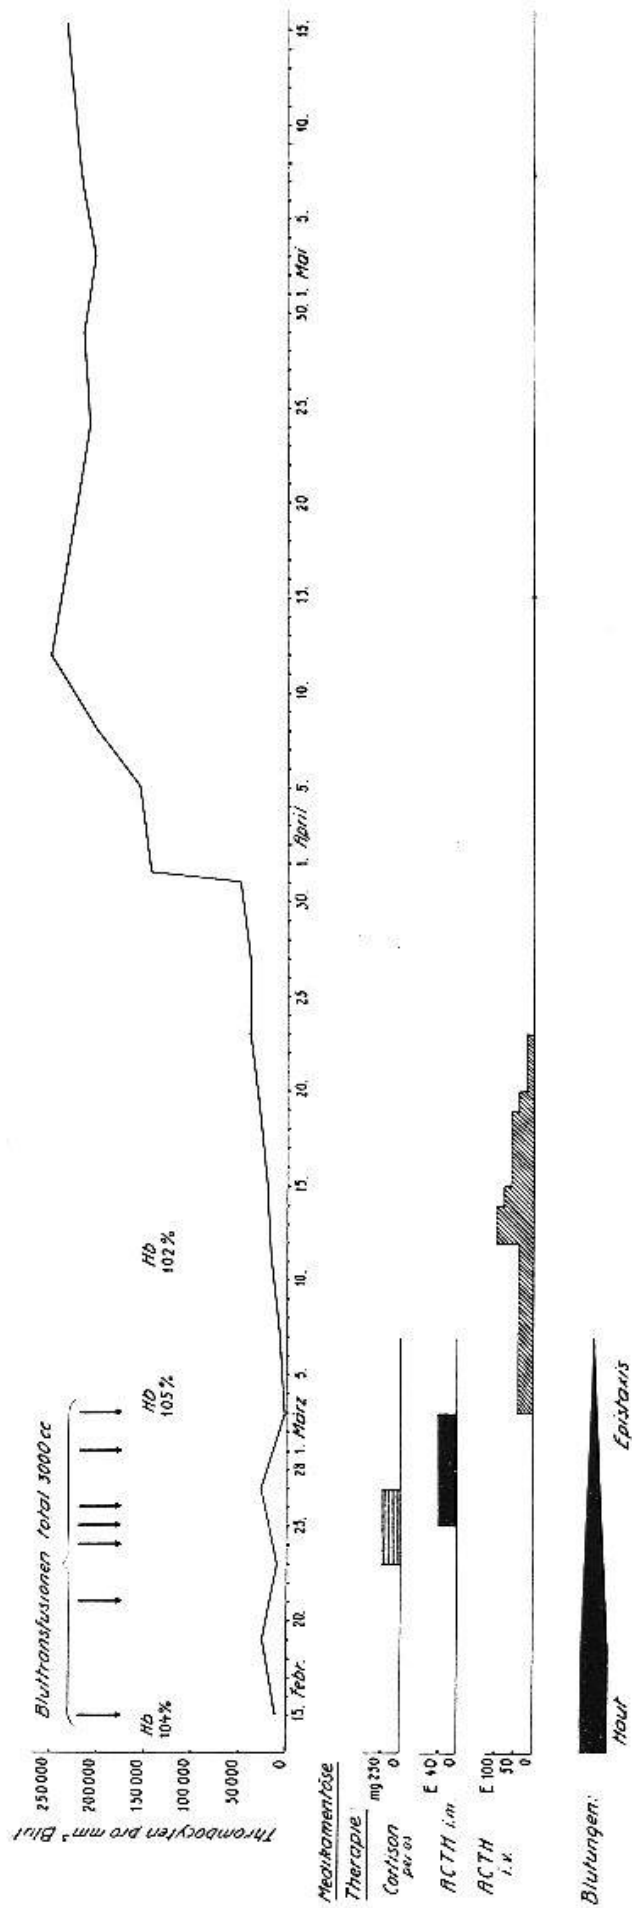 Bluttransfusionen total 3000 cc
Thrombocyten pro mm³ Blut
250000
200000
150000
100000
50000
0
Hb
104%
Hb
105%
Hb
102%
15. Febr. 20. 25. 28 1. März 5. 10. 15. 20. 25 30. 1. April 5. 10. 15. 20 25. 30. 1. Mai 5. 10. 15.
Medikamentöse
Therapie:
Cortison
per os
mg 250
0
ACTH i.m
E 40
0
ACTH
i.v.
E 100
50
0
Blutungen:
Haut
Epistaxis